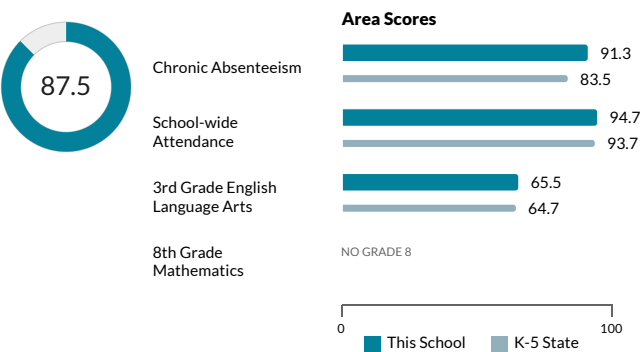 Area Scores
87.5
Chronic Absenteeism
91.3
83.5
School-wide
Attendance
94.7
93.7
3rd Grade English
Language Arts
65.5
64.7
8th Grade
Mathematics
NO GRADE 8
0
100
This School
K-5 State